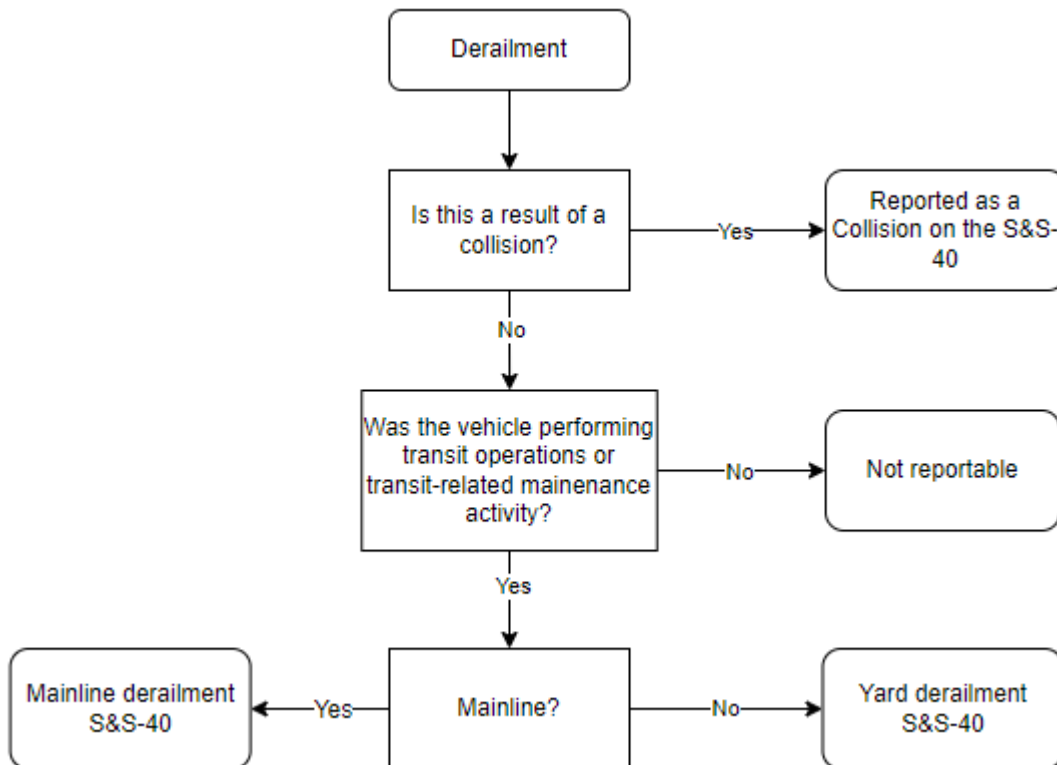 Derailment
Is this a result of a
collision?
Yes
Reported as a
Collision on the S&S-
40
No
Was the vehicle performing
transit operations or
transit-related mainenance
activity?
No
Not reportable
Yes
Mainline derailment
S&S-40
Yes
Mainline?
No
Yard derailment
S&S-40